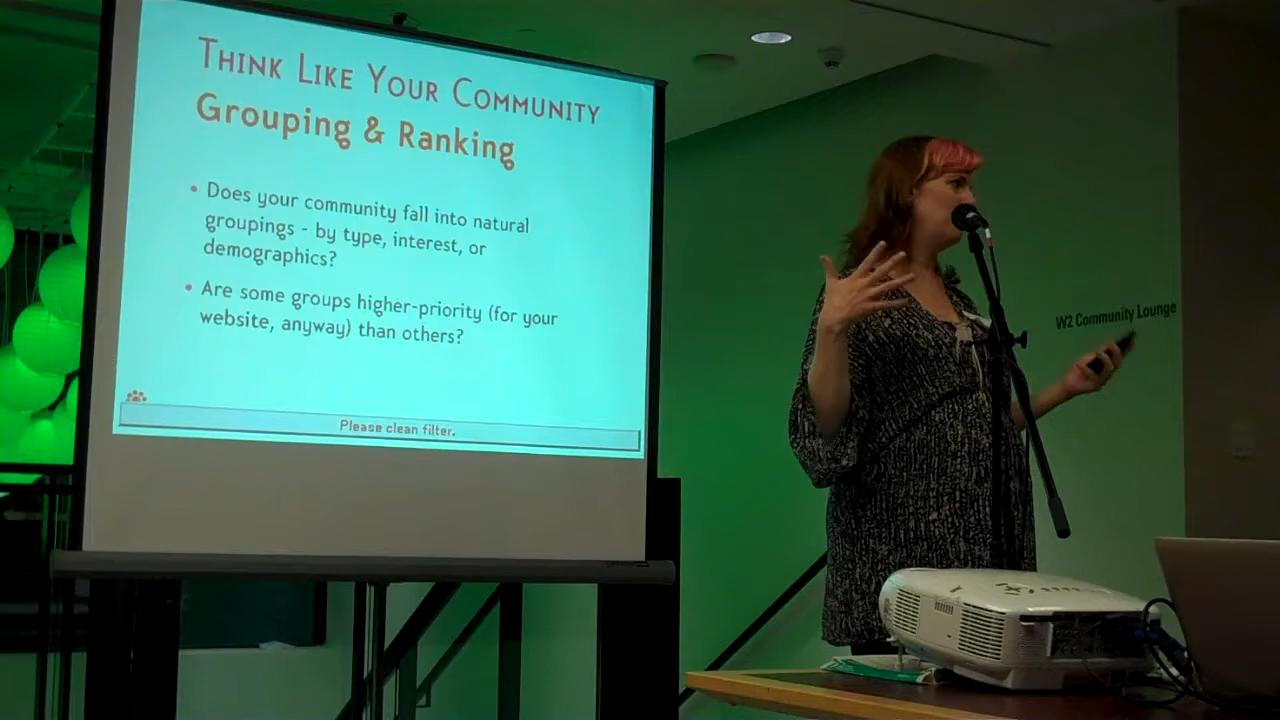 Think Like Your Community
Grouping & Ranking
• Does your community fall into natural
groupings - by type, interest, or
demographics?
• Are some groups higher-priority (for your
website, anyway) than others?
Please clean filter.
W2 Community Lounge